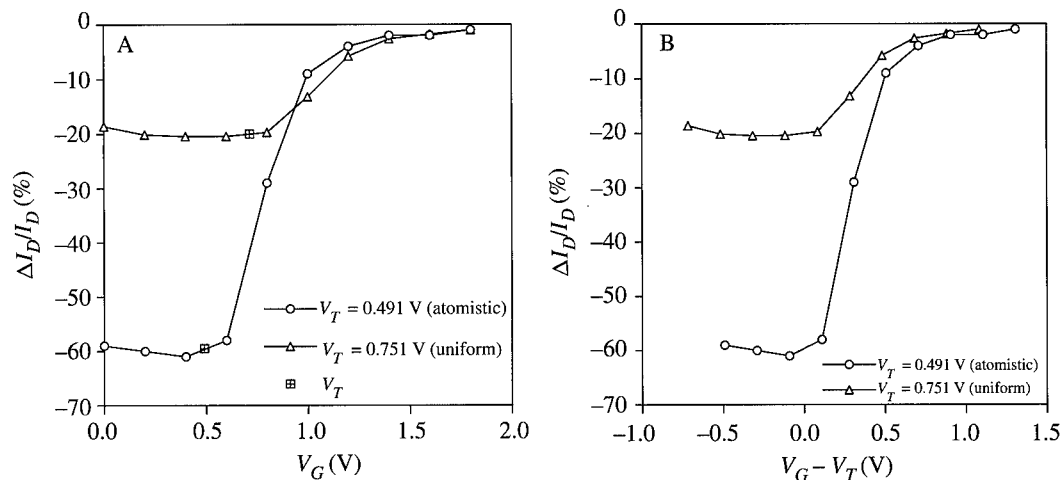 A
0
−10
−20
−30
−40
−50
−60
−70
0.0
0.5
1.0
1.5
2.0
ΔI_D/I_D (%)
V_G (V)
V_T = 0.491 V (atomistic)
V_T = 0.751 V (uniform)
V_T
B
0
−10
−20
−30
−40
−50
−60
−70
−1.0
−0.5
0.0
0.5
1.0
1.5
ΔI_D/I_D (%)
V_G − V_T (V)
V_T = 0.491 V (atomistic)
V_T = 0.751 V (uniform)